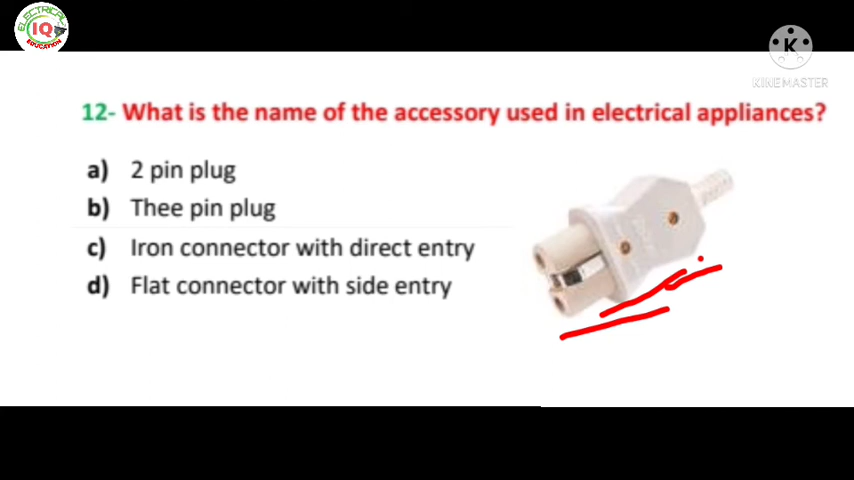 ELECTRICAL
IQ
EDUCATION
K
KINEMASTER
12- What is the name of the accessory used in electrical appliances?
a) 2 pin plug
b) Thee pin plug
c) Iron connector with direct entry
d) Flat connector with side entry